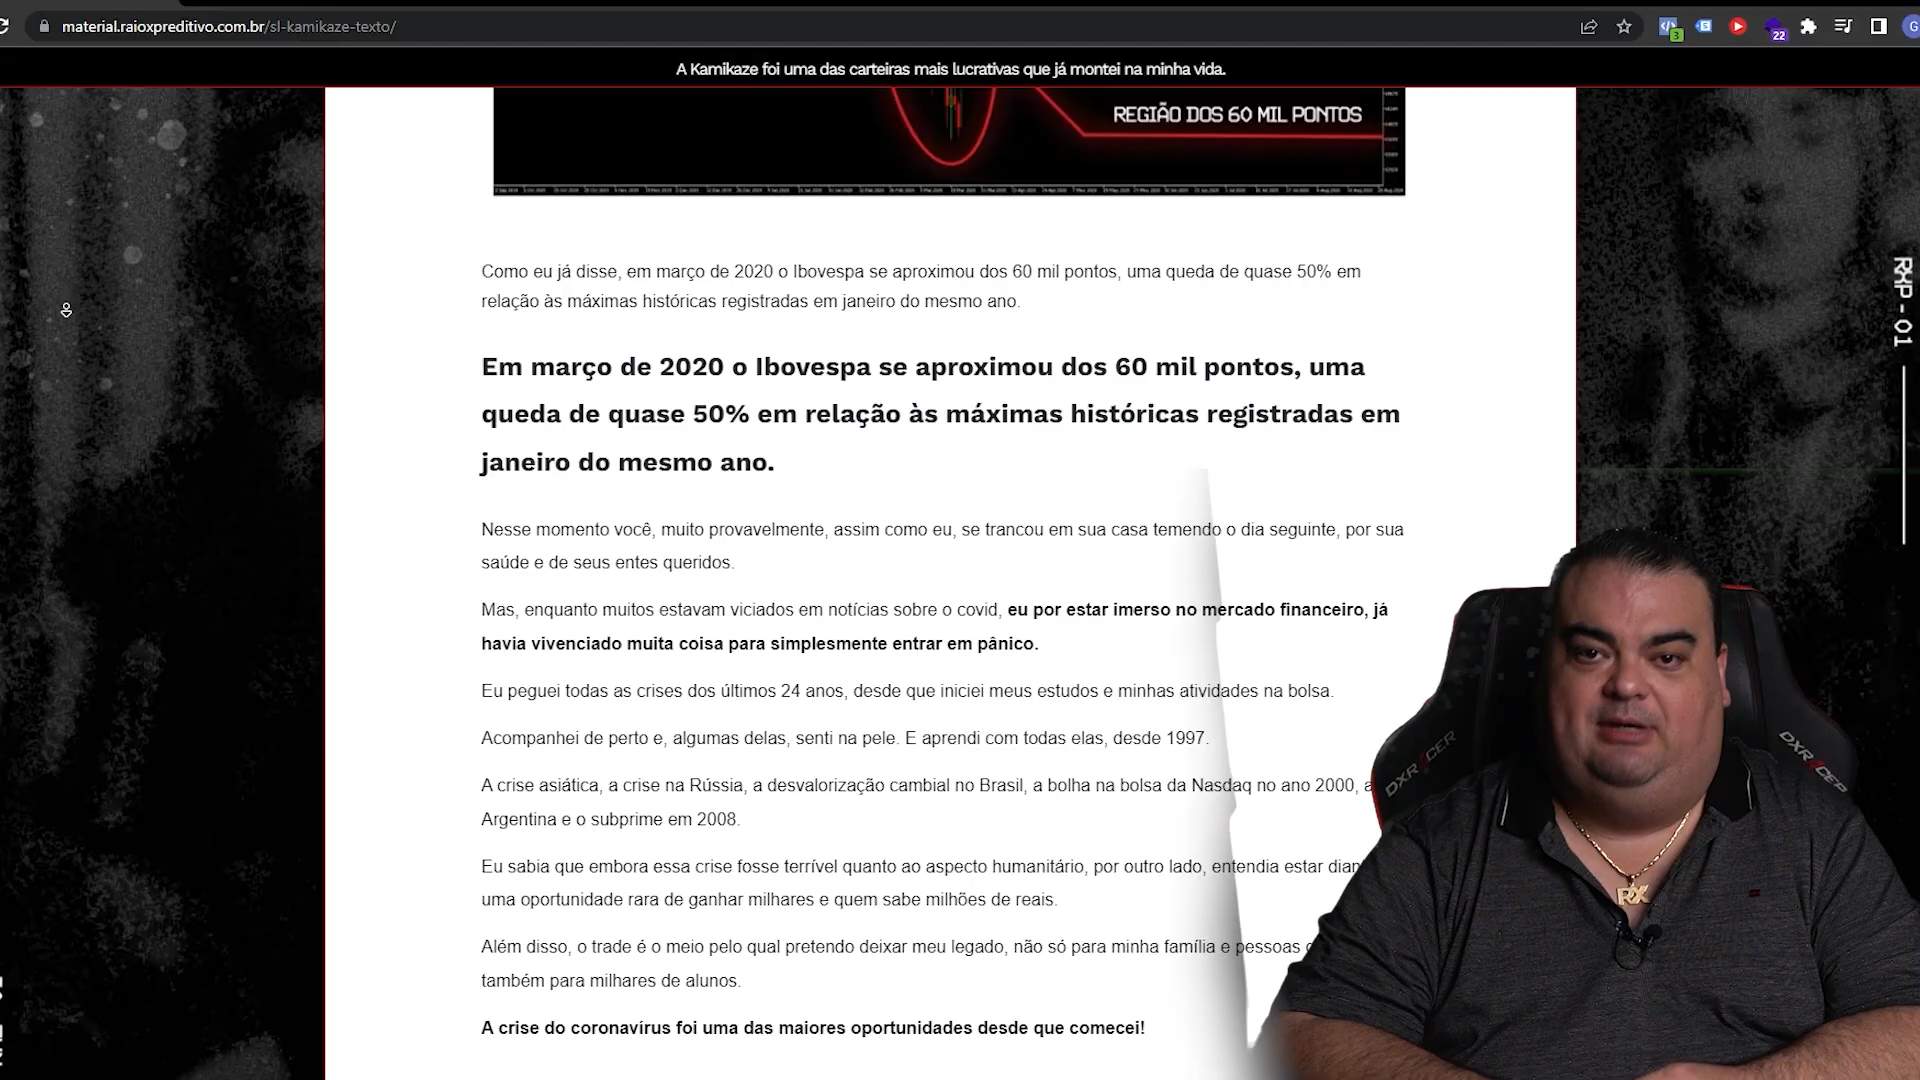 material.raioxpreditivo.com.br/sl-kamikaze-texto/
3
22
G
A Kamikaze foi uma das carteiras mais lucrativas que já montei na minha vida.
REGIÃO DOS 60 MIL PONTOS
Como eu já disse, em março de 2020 o Ibovespa se aproximou dos 60 mil pontos, uma queda de quase 50% em
relação às máximas históricas registradas em janeiro do mesmo ano.
Em março de 2020 o Ibovespa se aproximou dos 60 mil pontos, uma
queda de quase 50% em relação às máximas históricas registradas em
janeiro do mesmo ano.
Nesse momento você, muito provavelmente, assim como eu, se trancou em sua casa temendo o dia seguinte, por sua
saúde e de seus entes queridos.
Mas, enquanto muitos estavam viciados em notícias sobre o covid, eu por estar imerso no mercado financeiro, já
havia vivenciado muita coisa para simplesmente entrar em pânico.
Eu peguei todas as crises dos últimos 24 anos, desde que iniciei meus estudos e minhas atividades na bolsa.
Acompanhei de perto e, algumas delas, senti na pele. E aprendi com todas elas, desde 1997.
A crise asiática, a crise na Rússia, a desvalorização cambial no Brasil, a bolha na bolsa da Nasdaq no ano 2000, a
Argentina e o subprime em 2008.
Eu sabia que embora essa crise fosse terrível quanto ao aspecto humanitário, por outro lado, entendia estar dian
uma oportunidade rara de ganhar milhares e quem sabe milhões de reais.
Além disso, o trade é o meio pelo qual pretendo deixar meu legado, não só para minha família e pessoas
também para milhares de alunos.
A crise do coronavírus foi uma das maiores oportunidades desde que comecei!
RXP - 01
DXRACER
DXRACER
RX